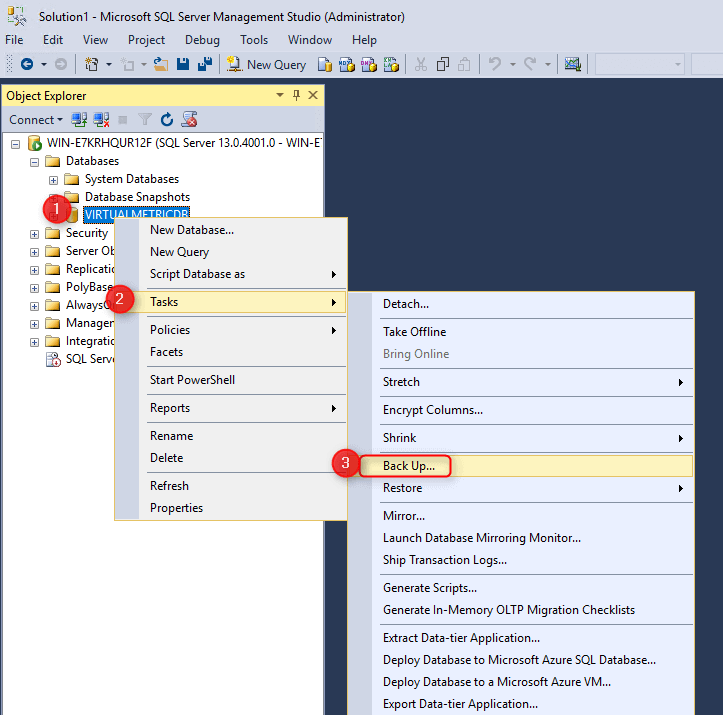 Solution1 - Microsoft SQL Server Management Studio (Administrator)
File Edit View Project Debug Tools Window Help
New Query
Object Explorer
Connect
WIN-E7KRHQUR12F (SQL Server 13.0.4001.0 - WIN-E7
Databases
System Databases
Database Snapshots
1
VIRTUALMETRICDB
Security
Server Ob
Replicatio
PolyBase
AlwaysO
Managem
Integratio
SQL Serve
New Database...
New Query
Script Database as
2
Tasks
Policies
Facets
Start PowerShell
Reports
Rename
Delete
Refresh
Properties
Detach...
Take Offline
Bring Online
Stretch
Encrypt Columns...
Shrink
3
Back Up...
Restore
Mirror...
Launch Database Mirroring Monitor...
Ship Transaction Logs...
Generate Scripts...
Generate In-Memory OLTP Migration Checklists
Extract Data-tier Application...
Deploy Database to Microsoft Azure SQL Database...
Deploy Database to a Microsoft Azure VM...
Export Data-tier Application...